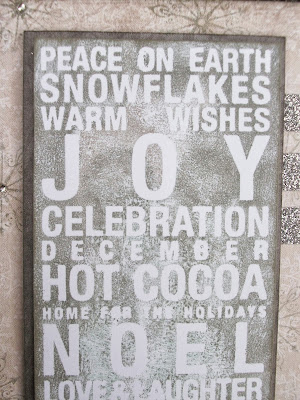 PEACE ON EARTH
SNOWFLAKES
WARM WISHES
JOY
CELEBRATION
DECEMBER
HOT COCOA
HOME FOR THE HOLIDAYS
NOEL
LOVE & LAUGHTER